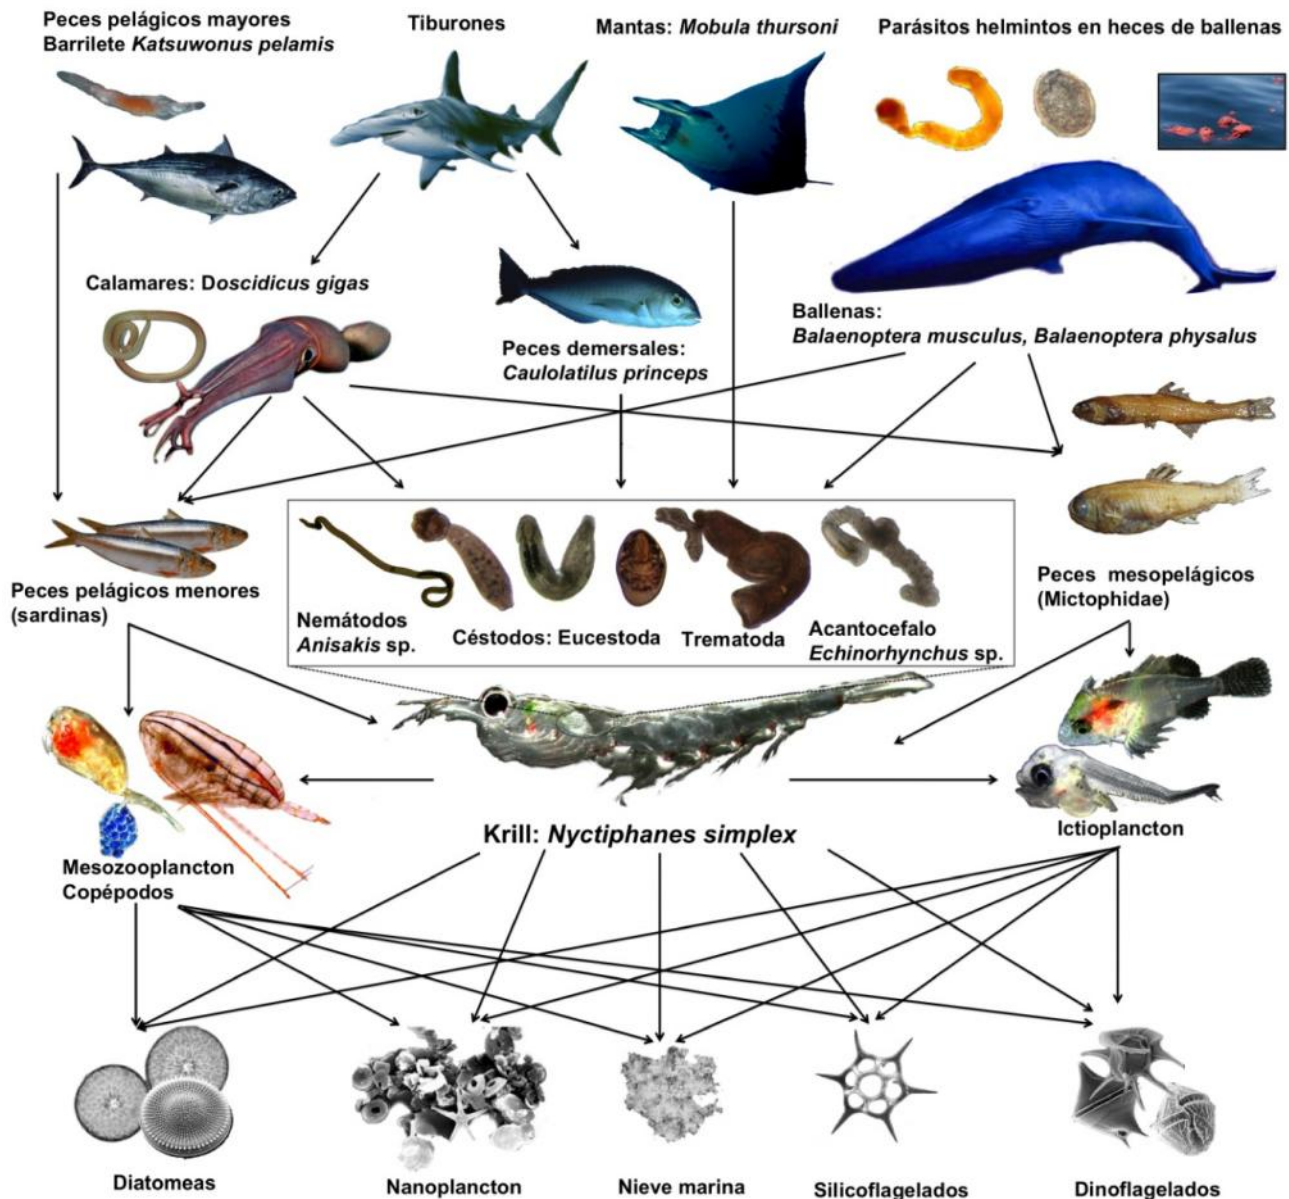 Peces pelágicos mayores
Barrilete Katsuwonus pelamis
Tiburones
Mantas: Mobula thursoni
Parásitos helmintos en heces de ballenas
Calamares: Doscidicus gigas
Peces demersales:
Caulolatilus princeps
Ballenas:
Balaenoptera musculus, Balaenoptera physalus
Peces pelágicos menores
(sardinas)
Nemátodos
Anisakis sp.
Céstodos: Eucestoda
Trematoda
Acantocefalo
Echinorhynchus sp.
Peces mesopelágicos
(Mictophidae)
Mesozooplancton
Copépodos
Krill: Nyctiphanes simplex
Ictioplancton
Diatomeas
Nanoplancton
Nieve marina
Silicoflagelados
Dinoflagelados